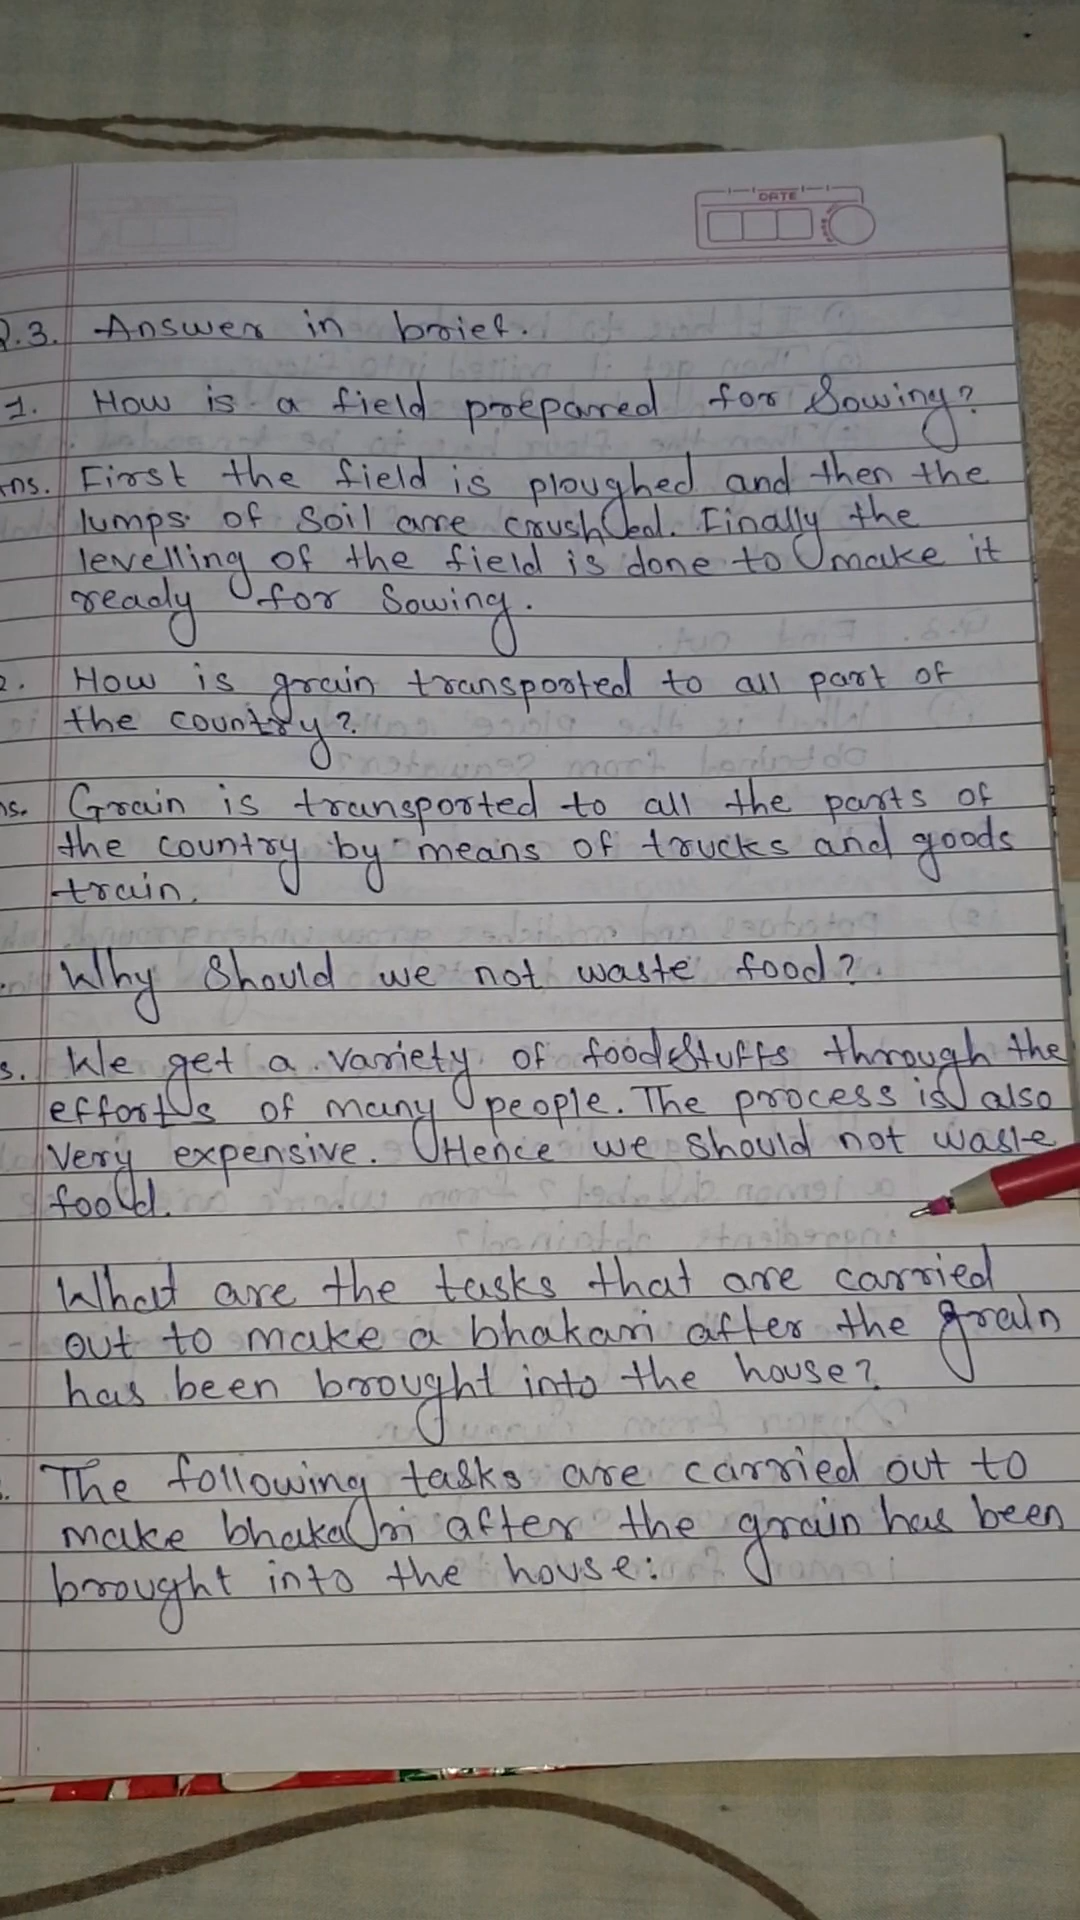 DATE
Q.3. Answer in brief.
1. How is a field prepared for Sowing?
Ans. First the field is ploughed and then the
lumps of soil are crushed. Finally the
levelling of the field is done to make it
ready for Sowing.
2. How is grain transported to all part of
the country?
ns. Grain is transported to all the parts of
the country by means of trucks and goods
train.
Why Should we not waste food?
s. We get a variety of foodstuffs through the
efforts of many people. The process is also
very expensive. Hence we should not waste
food.
What are the tasks that are carried
out to make a bhakari after the grain
has been brought into the house?
The following tasks are carried out to
make bhakari after the grain has been
brought into the house: